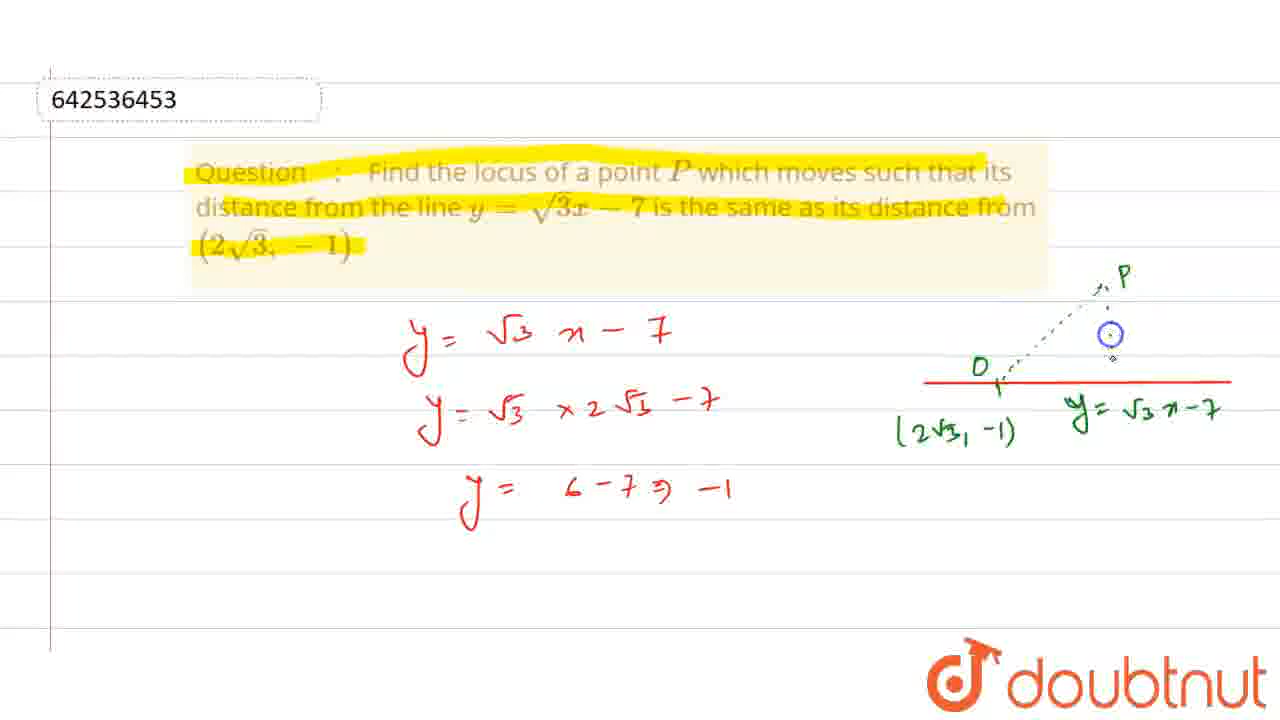 642536453
Question : Find the locus of a point P which moves such that its
distance from the line y = √3x − 7 is the same as its distance from
(2√3, − 1)
y = √3 x − 7
y = √3 × 2√3 − 7
y = 6 − 7 ⇒ −1
P
O
(2√3, −1)
y = √3 x − 7
doubtnut